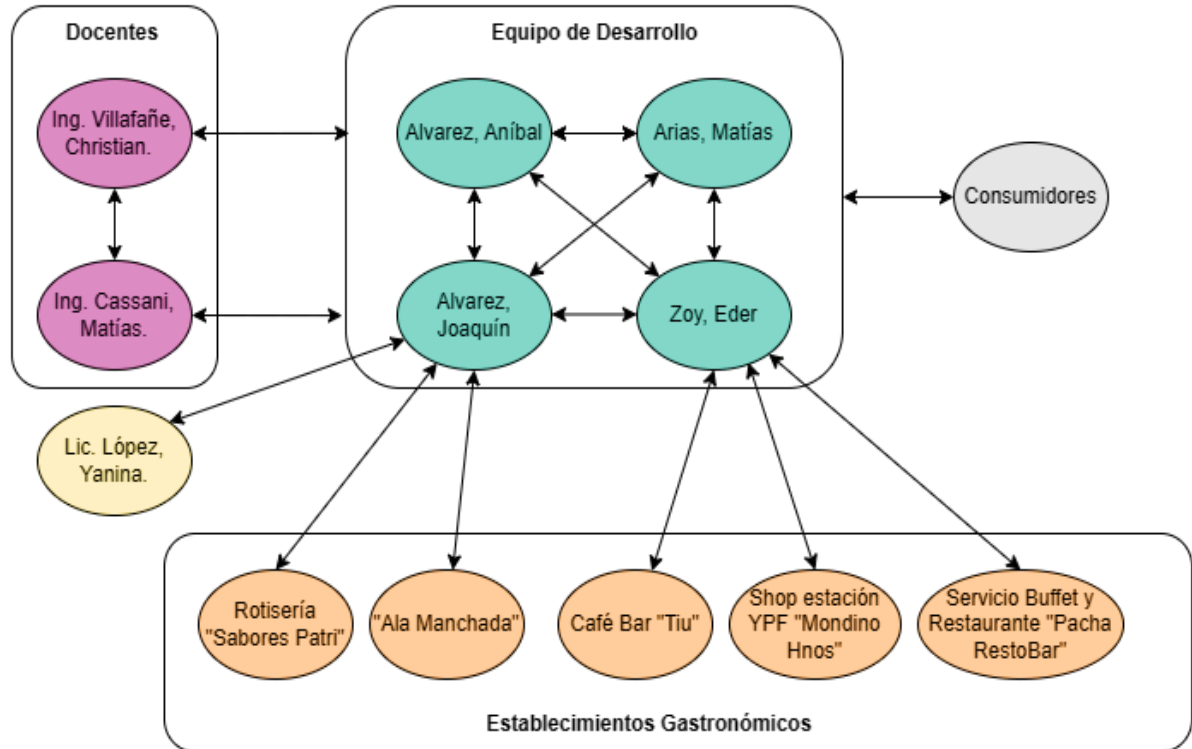 Docentes
Equipo de Desarrollo
Ing. Villafañe,
Christian.
Alvarez, Aníbal
Arias, Matías
Consumidores
Ing. Cassani,
Matías.
Alvarez,
Joaquín
Zoy, Eder
Lic. López,
Yanina.
Rotisería
"Sabores Patri"
"Ala Manchada"
Café Bar "Tiu"
Shop estación
YPF "Mondino
Hnos"
Servicio Buffet y
Restaurante "Pacha
RestoBar"
Establecimientos Gastronómicos